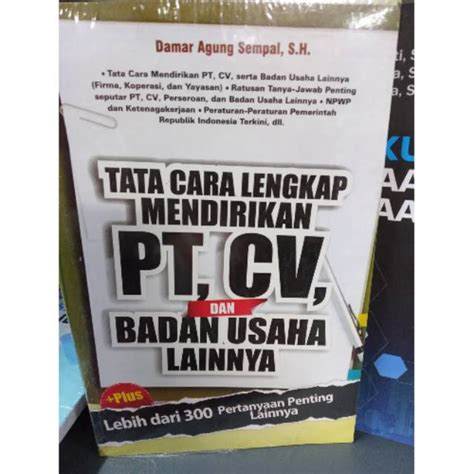 Damar Agung Sempal, S.H.
• Tata Cara Mendirikan PT, CV, serta Badan Usaha Lainnya
(Firma, Koperasi, dan Yayasan) • Ratusan Tanya-Jawab Penting
seputar PT, CV, Perseroan, dan Badan Usaha Lainnya • NPWP
dan Ketenagakerjaan • Peraturan-Peraturan Pemerintah
Republik Indonesia Terkini, dll.
TATA CARA LENGKAP
MENDIRIKAN
PT, CV,
DAN
BADAN USAHA
LAINNYA
+Plus
Lebih dari 300 Pertanyaan Penting
Lainnya